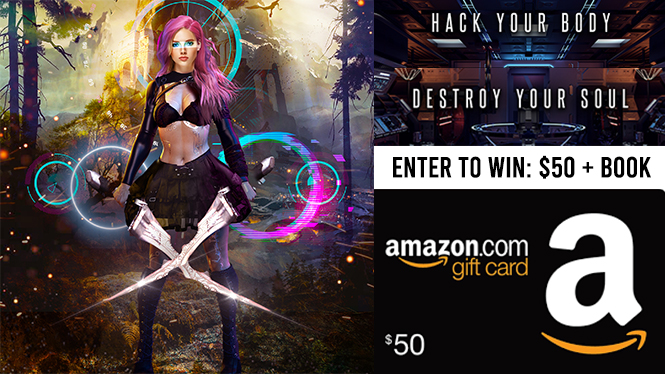 HACK YOUR BODY
DESTROY YOUR SOUL
ENTER TO WIN: $50 + BOOK
amazon.com
gift card
a
$50